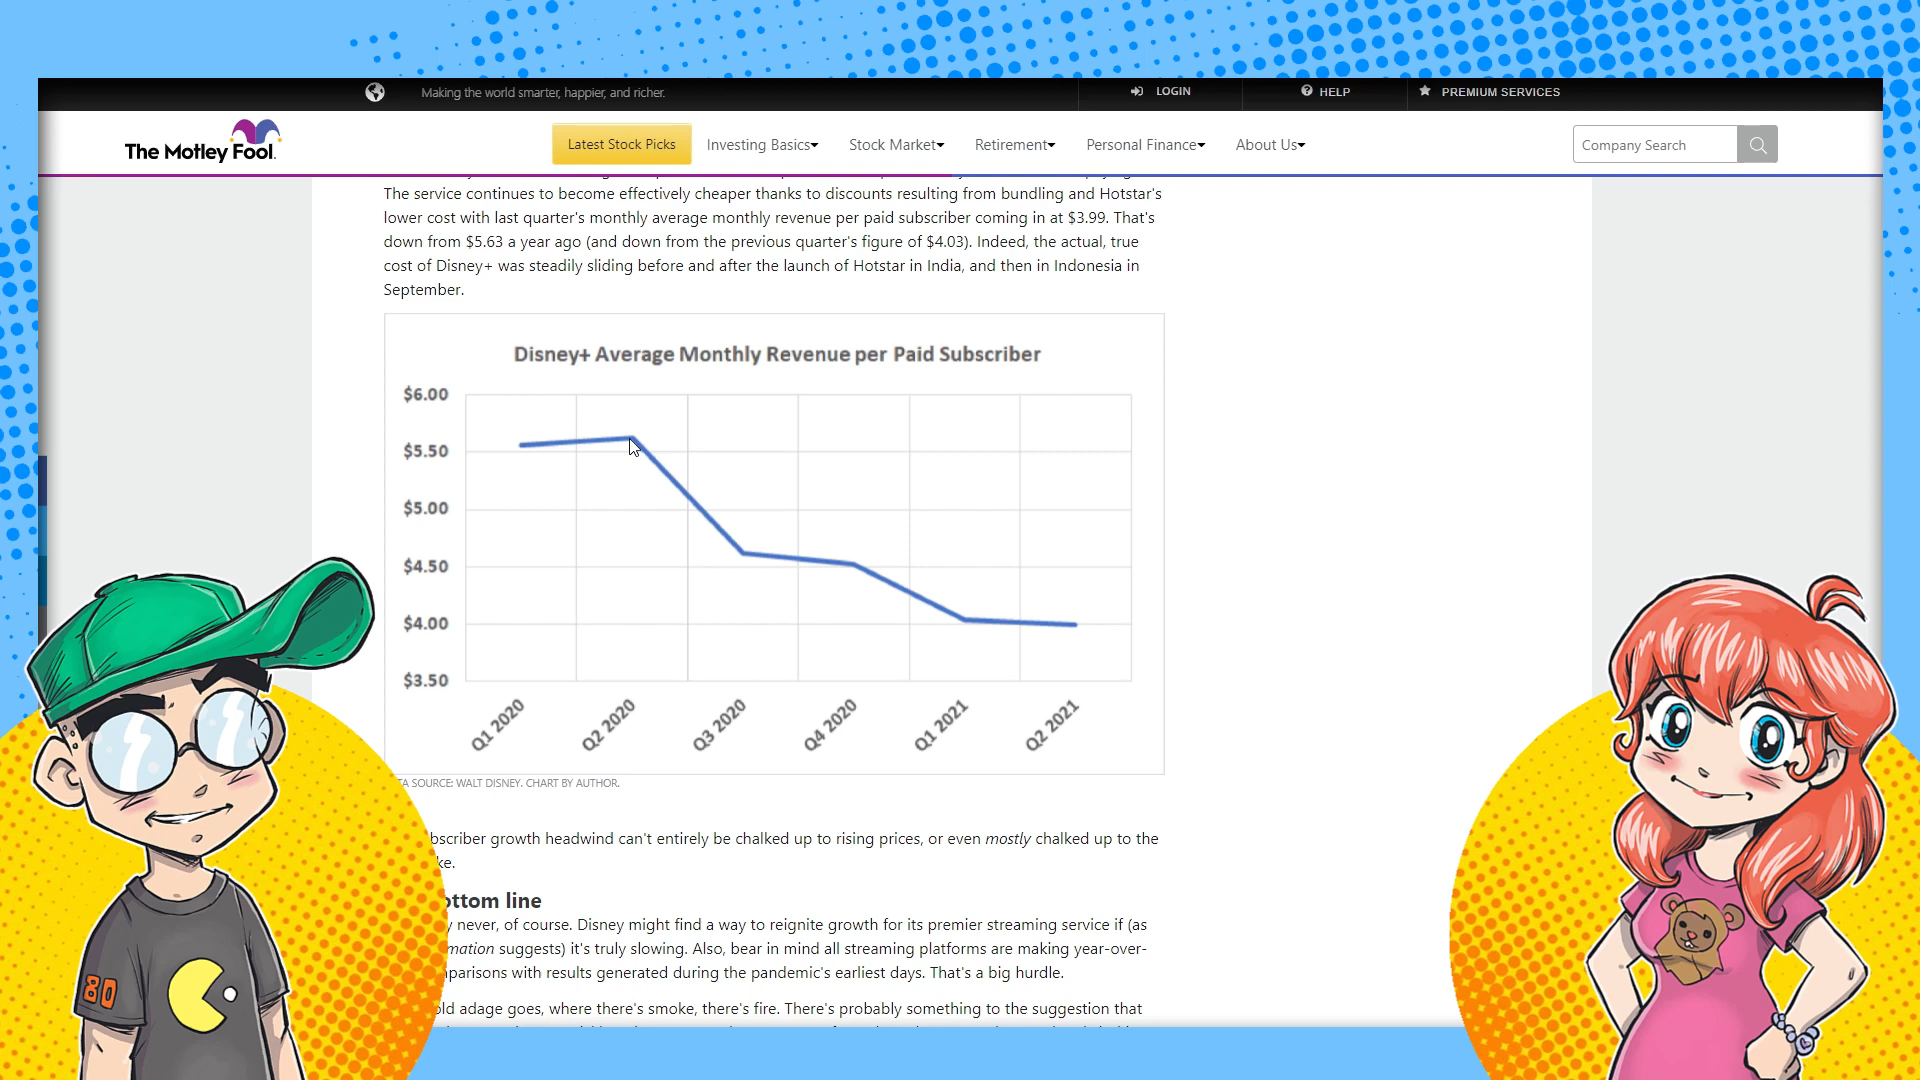 Making the world smarter, happier, and richer.
LOGIN
HELP
PREMIUM SERVICES
The Motley Fool.
Latest Stock Picks
Investing Basics
Stock Market
Retirement
Personal Finance
About Us
Company Search
The service continues to become effectively cheaper thanks to discounts resulting from bundling and Hotstar's
lower cost with last quarter's monthly average monthly revenue per paid subscriber coming in at $3.99. That's
down from $5.63 a year ago (and down from the previous quarter's figure of $4.03). Indeed, the actual, true
cost of Disney+ was steadily sliding before and after the launch of Hotstar in India, and then in Indonesia in
September.
Disney+ Average Monthly Revenue per Paid Subscriber
$6.00
$5.50
$5.00
$4.50
$4.00
$3.50
Q1 2020
Q2 2020
Q3 2020
Q4 2020
Q1 2021
Q2 2021
TA SOURCE: WALT DISNEY. CHART BY AUTHOR.
bscriber growth headwind can't entirely be chalked up to rising prices, or even mostly chalked up to the
ke.
ottom line
y never, of course. Disney might find a way to reignite growth for its premier streaming service if (as
mation suggests) it's truly slowing. Also, bear in mind all streaming platforms are making year-over-
mparisons with results generated during the pandemic's earliest days. That's a big hurdle.
old adage goes, where there's smoke, there's fire. There's probably something to the suggestion that
80